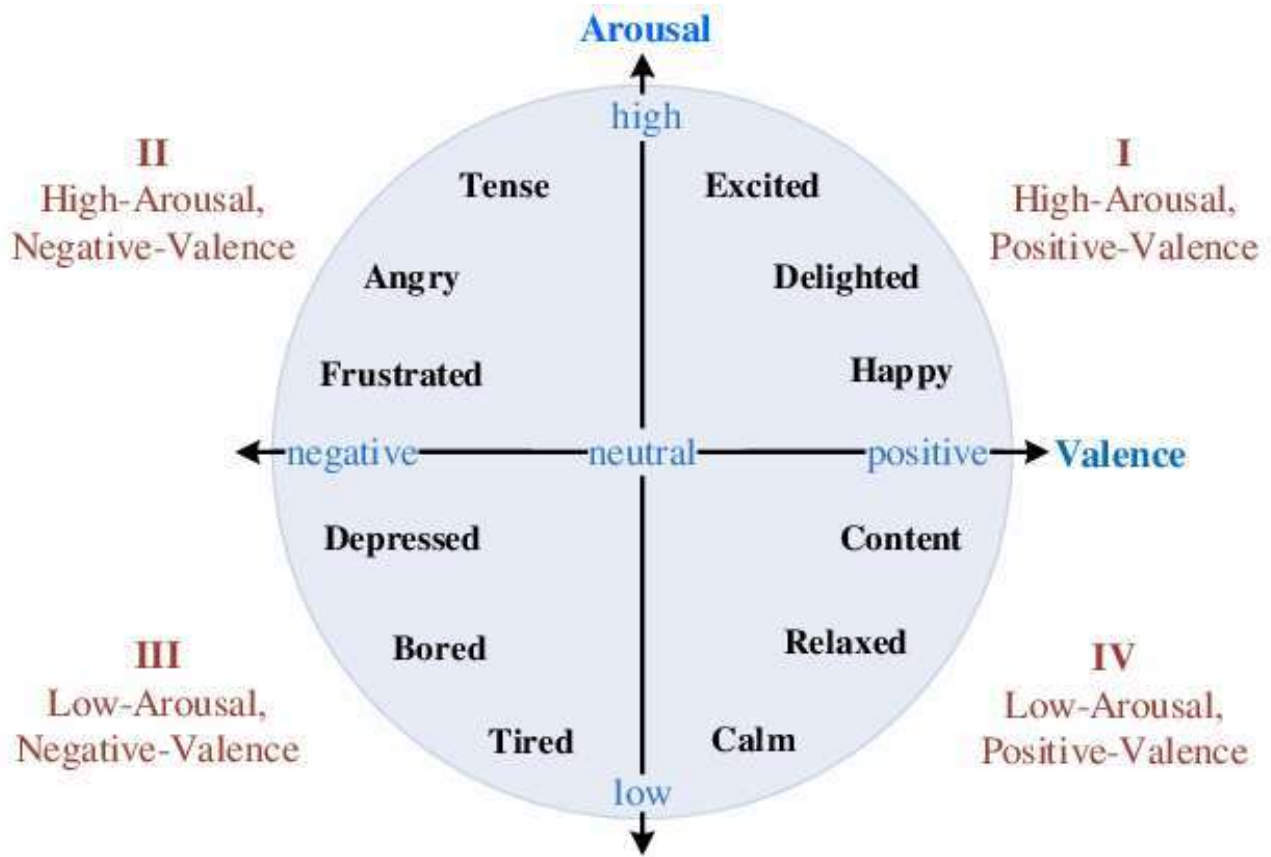 Arousal
high
II
High-Arousal,
Negative-Valence
I
High-Arousal,
Positive-Valence
Tense
Excited
Angry
Delighted
Frustrated
Happy
negative
neutral
positive
Valence
Depressed
Content
Bored
Relaxed
Tired
Calm
III
Low-Arousal,
Negative-Valence
IV
Low-Arousal,
Positive-Valence
low